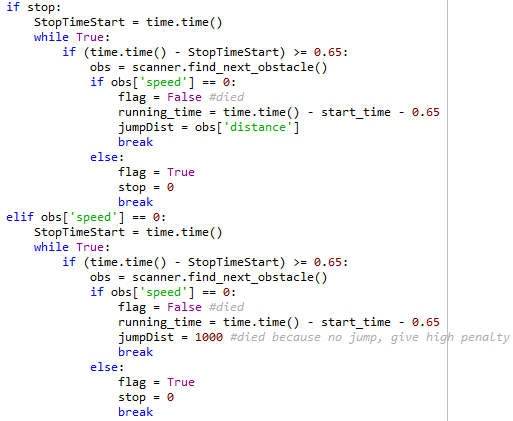 if stop:
    StopTimeStart = time.time()
    while True:
        if (time.time() - StopTimeStart) >= 0.65:
            obs = scanner.find_next_obstacle()
            if obs['speed'] == 0:
                flag = False #died
                running_time = time.time() - start_time - 0.65
                jumpDist = obs['distance']
                break
            else:
                flag = True
                stop = 0
                break
elif obs['speed'] == 0:
    StopTimeStart = time.time()
    while True:
        if (time.time() - StopTimeStart) >= 0.65:
            obs = scanner.find_next_obstacle()
            if obs['speed'] == 0:
                flag = False #died
                running_time = time.time() - start_time - 0.65
                jumpDist = 1000 #died because no jump, give high penalty
                break
            else:
                flag = True
                stop = 0
                break